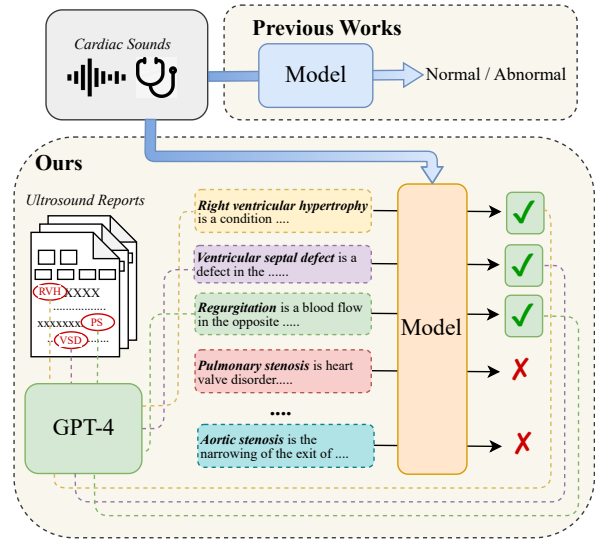 Cardiac Sounds
Previous Works
Model
Normal / Abnormal
Ours
Ultrasound Reports
RVH XXXX
..................
xxxxxxx PS
... VSD ......
GPT-4
Right ventricular hypertrophy
is a condition ....
Ventricular septal defect is a
defect in the ......
Regurgitation is a blood flow
in the opposite .....
Pulmonary stenosis is heart
valve disorder.....
....
Aortic stenosis is the
narrowing of the exit of ....
Model
✓
✓
✓
✗
✗